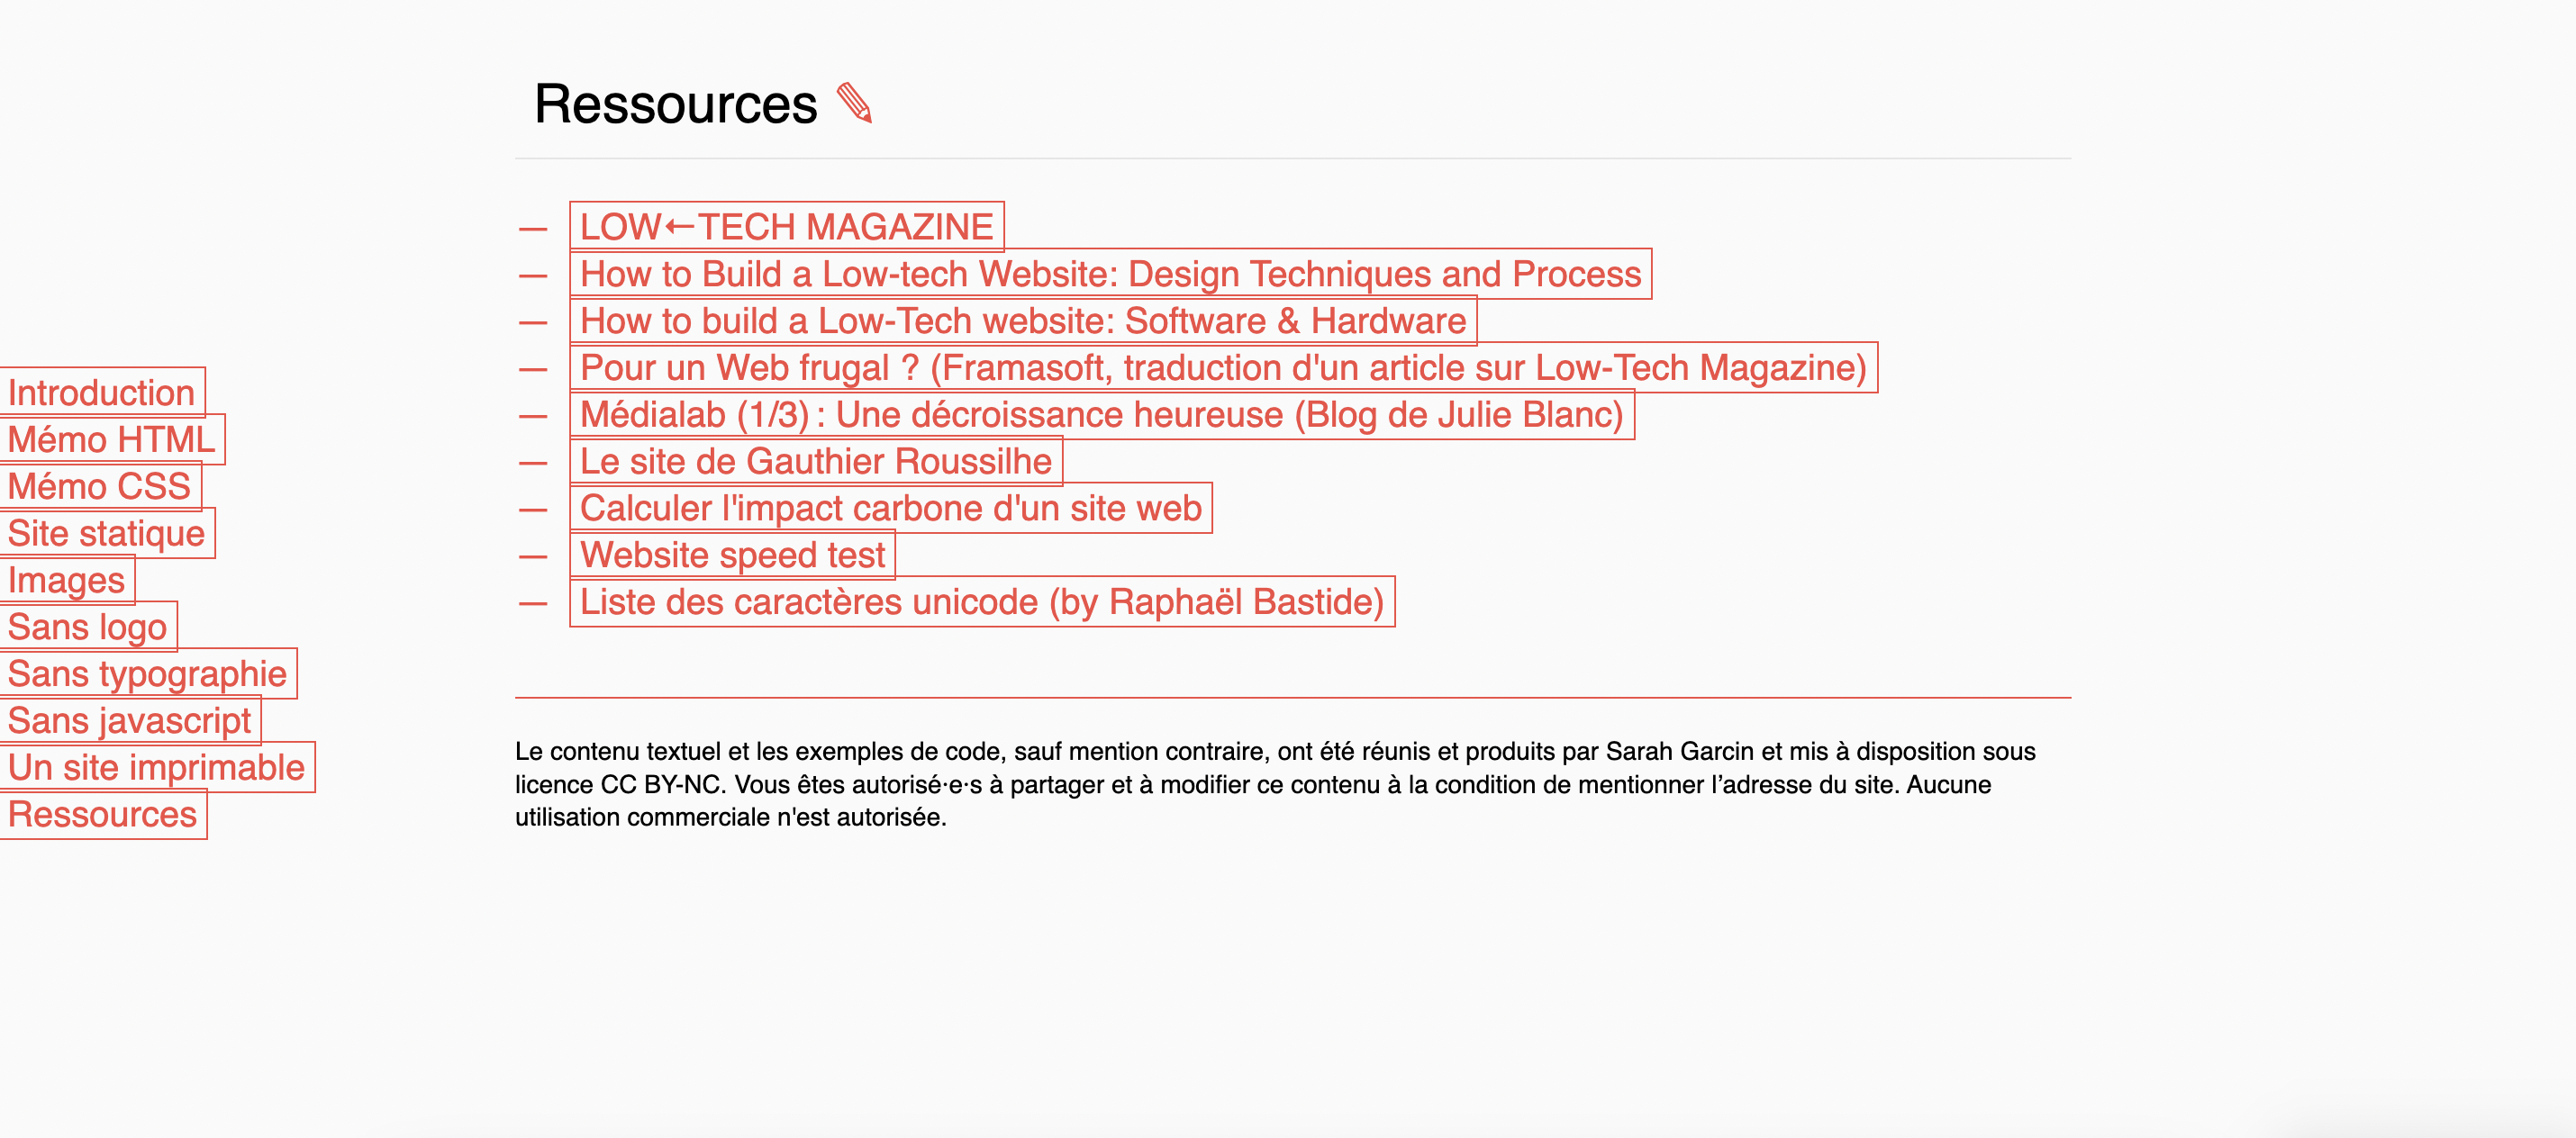 Ressources ✎
— LOW←TECH MAGAZINE
— How to Build a Low-tech Website: Design Techniques and Process
— How to build a Low-Tech website: Software & Hardware
— Pour un Web frugal ? (Framasoft, traduction d'un article sur Low-Tech Magazine)
— Médialab (1/3) : Une décroissance heureuse (Blog de Julie Blanc)
— Le site de Gauthier Roussilhe
— Calculer l'impact carbone d'un site web
— Website speed test
— Liste des caractères unicode (by Raphaël Bastide)
Introduction
Mémo HTML
Mémo CSS
Site statique
Images
Sans logo
Sans typographie
Sans javascript
Un site imprimable
Ressources
Le contenu textuel et les exemples de code, sauf mention contraire, ont été réunis et produits par Sarah Garcin et mis à disposition sous
licence CC BY-NC. Vous êtes autorisé·e·s à partager et à modifier ce contenu à la condition de mentionner l’adresse du site. Aucune
utilisation commerciale n'est autorisée.